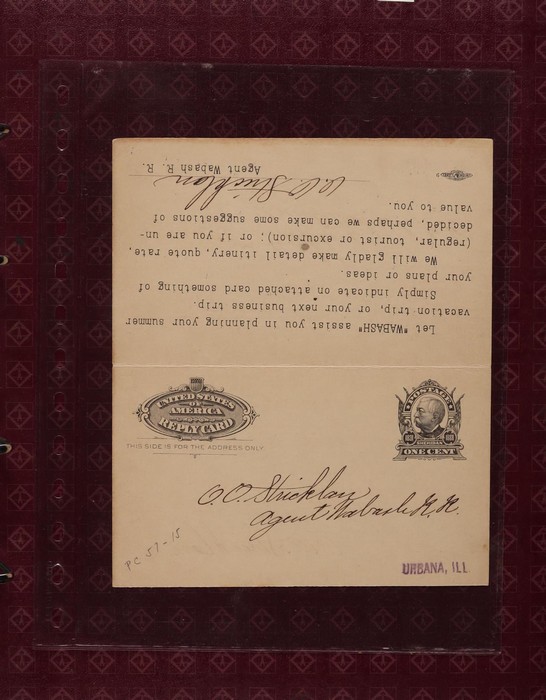 Let "WABASH" assist you in planning your summer
vacation trip, or your next business trip.
Simply indicate on attached card something of
your plans or ideas.
We will gladly make detail itinery, quote, rate,
(regular, tourist or excursion); or if you are un-
decided, perhaps we can make some suggestions of
value to you.
O.O. Stricklan
Agent Wabash R. R.
UNITED STATES
OF
AMERICA
REPLY CARD
THIS SIDE IS FOR THE ADDRESS ONLY
POSTAGE
ONE CENT
O.O. Stricklan
Agent Wabash R.R.
PC 57-15
URBANA, ILL